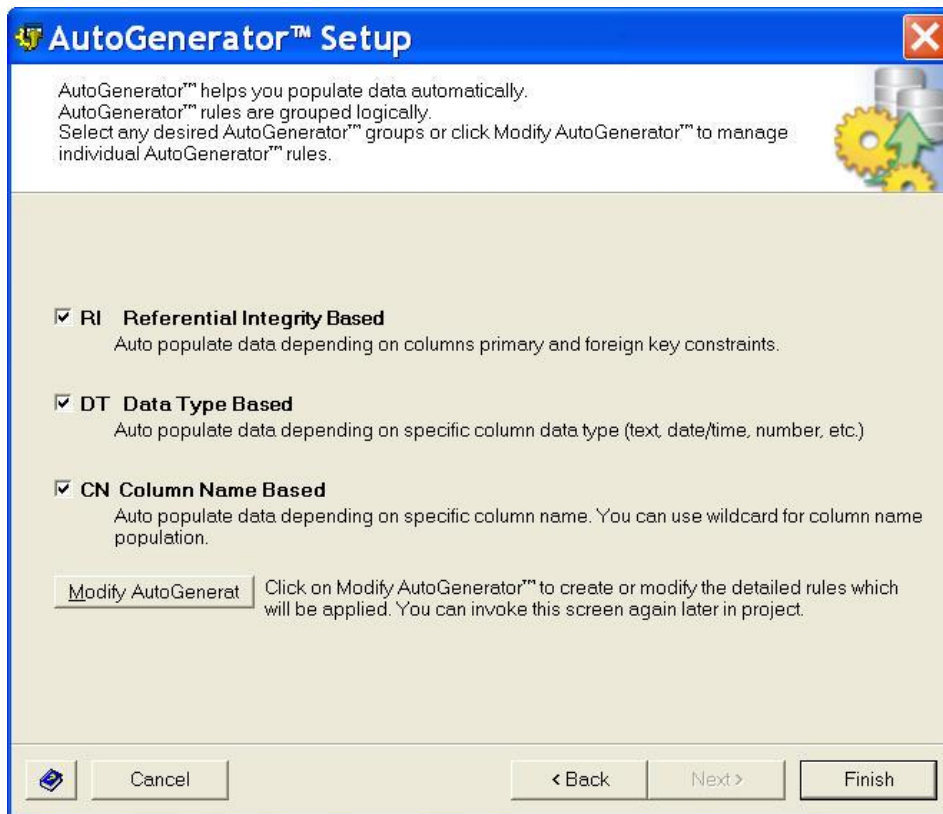 AutoGenerator™ Setup
AutoGenerator™ helps you populate data automatically.
AutoGenerator™ rules are grouped logically.
Select any desired AutoGenerator™ groups or click Modify AutoGenerator™ to manage
individual AutoGenerator™ rules.
RI Referential Integrity Based
Auto populate data depending on columns primary and foreign key constraints.
DT Data Type Based
Auto populate data depending on specific column data type (text, date/time, number, etc.)
CN Column Name Based
Auto populate data depending on specific column name. You can use wildcard for column name
population.
Modify AutoGenerat
Click on Modify AutoGenerator™ to create or modify the detailed rules which
will be applied. You can invoke this screen again later in project.
Cancel
< Back
Next >
Finish